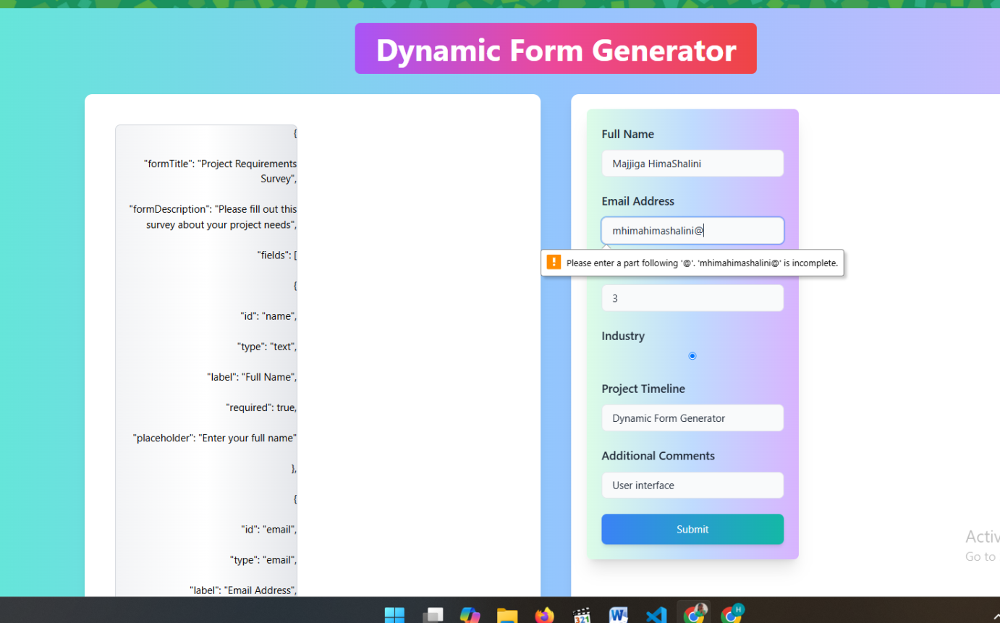 Dynamic Form Generator
{
"formTitle": "Project Requirements
Survey",
"formDescription": "Please fill out this
survey about your project needs",
"fields": [
{
"id": "name",
"type": "text",
"label": "Full Name",
"required": true,
"placeholder": "Enter your full name"
},
{
"id": "email",
"type": "email",
"label": "Email Address",
Full Name
Majjiga HimaShalini
Email Address
mhimahimashalini@
Please enter a part following '@'. 'mhimahimashalini@' is incomplete.
3
Industry
Project Timeline
Dynamic Form Generator
Additional Comments
User interface
Submit
Activ
Go to
321
W
H